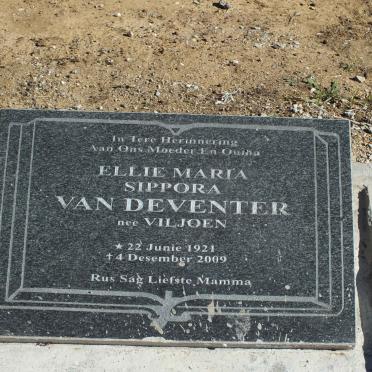 In Tere Herinnering
Aan Ons Moeder En Ouma
ELLIE MARIA
SIPPORA
VAN DEVENTER
nee VILJOEN
★ 22 Junie 1921
✝ 4 Desember 2009
Rus Sag Liefste Mamma